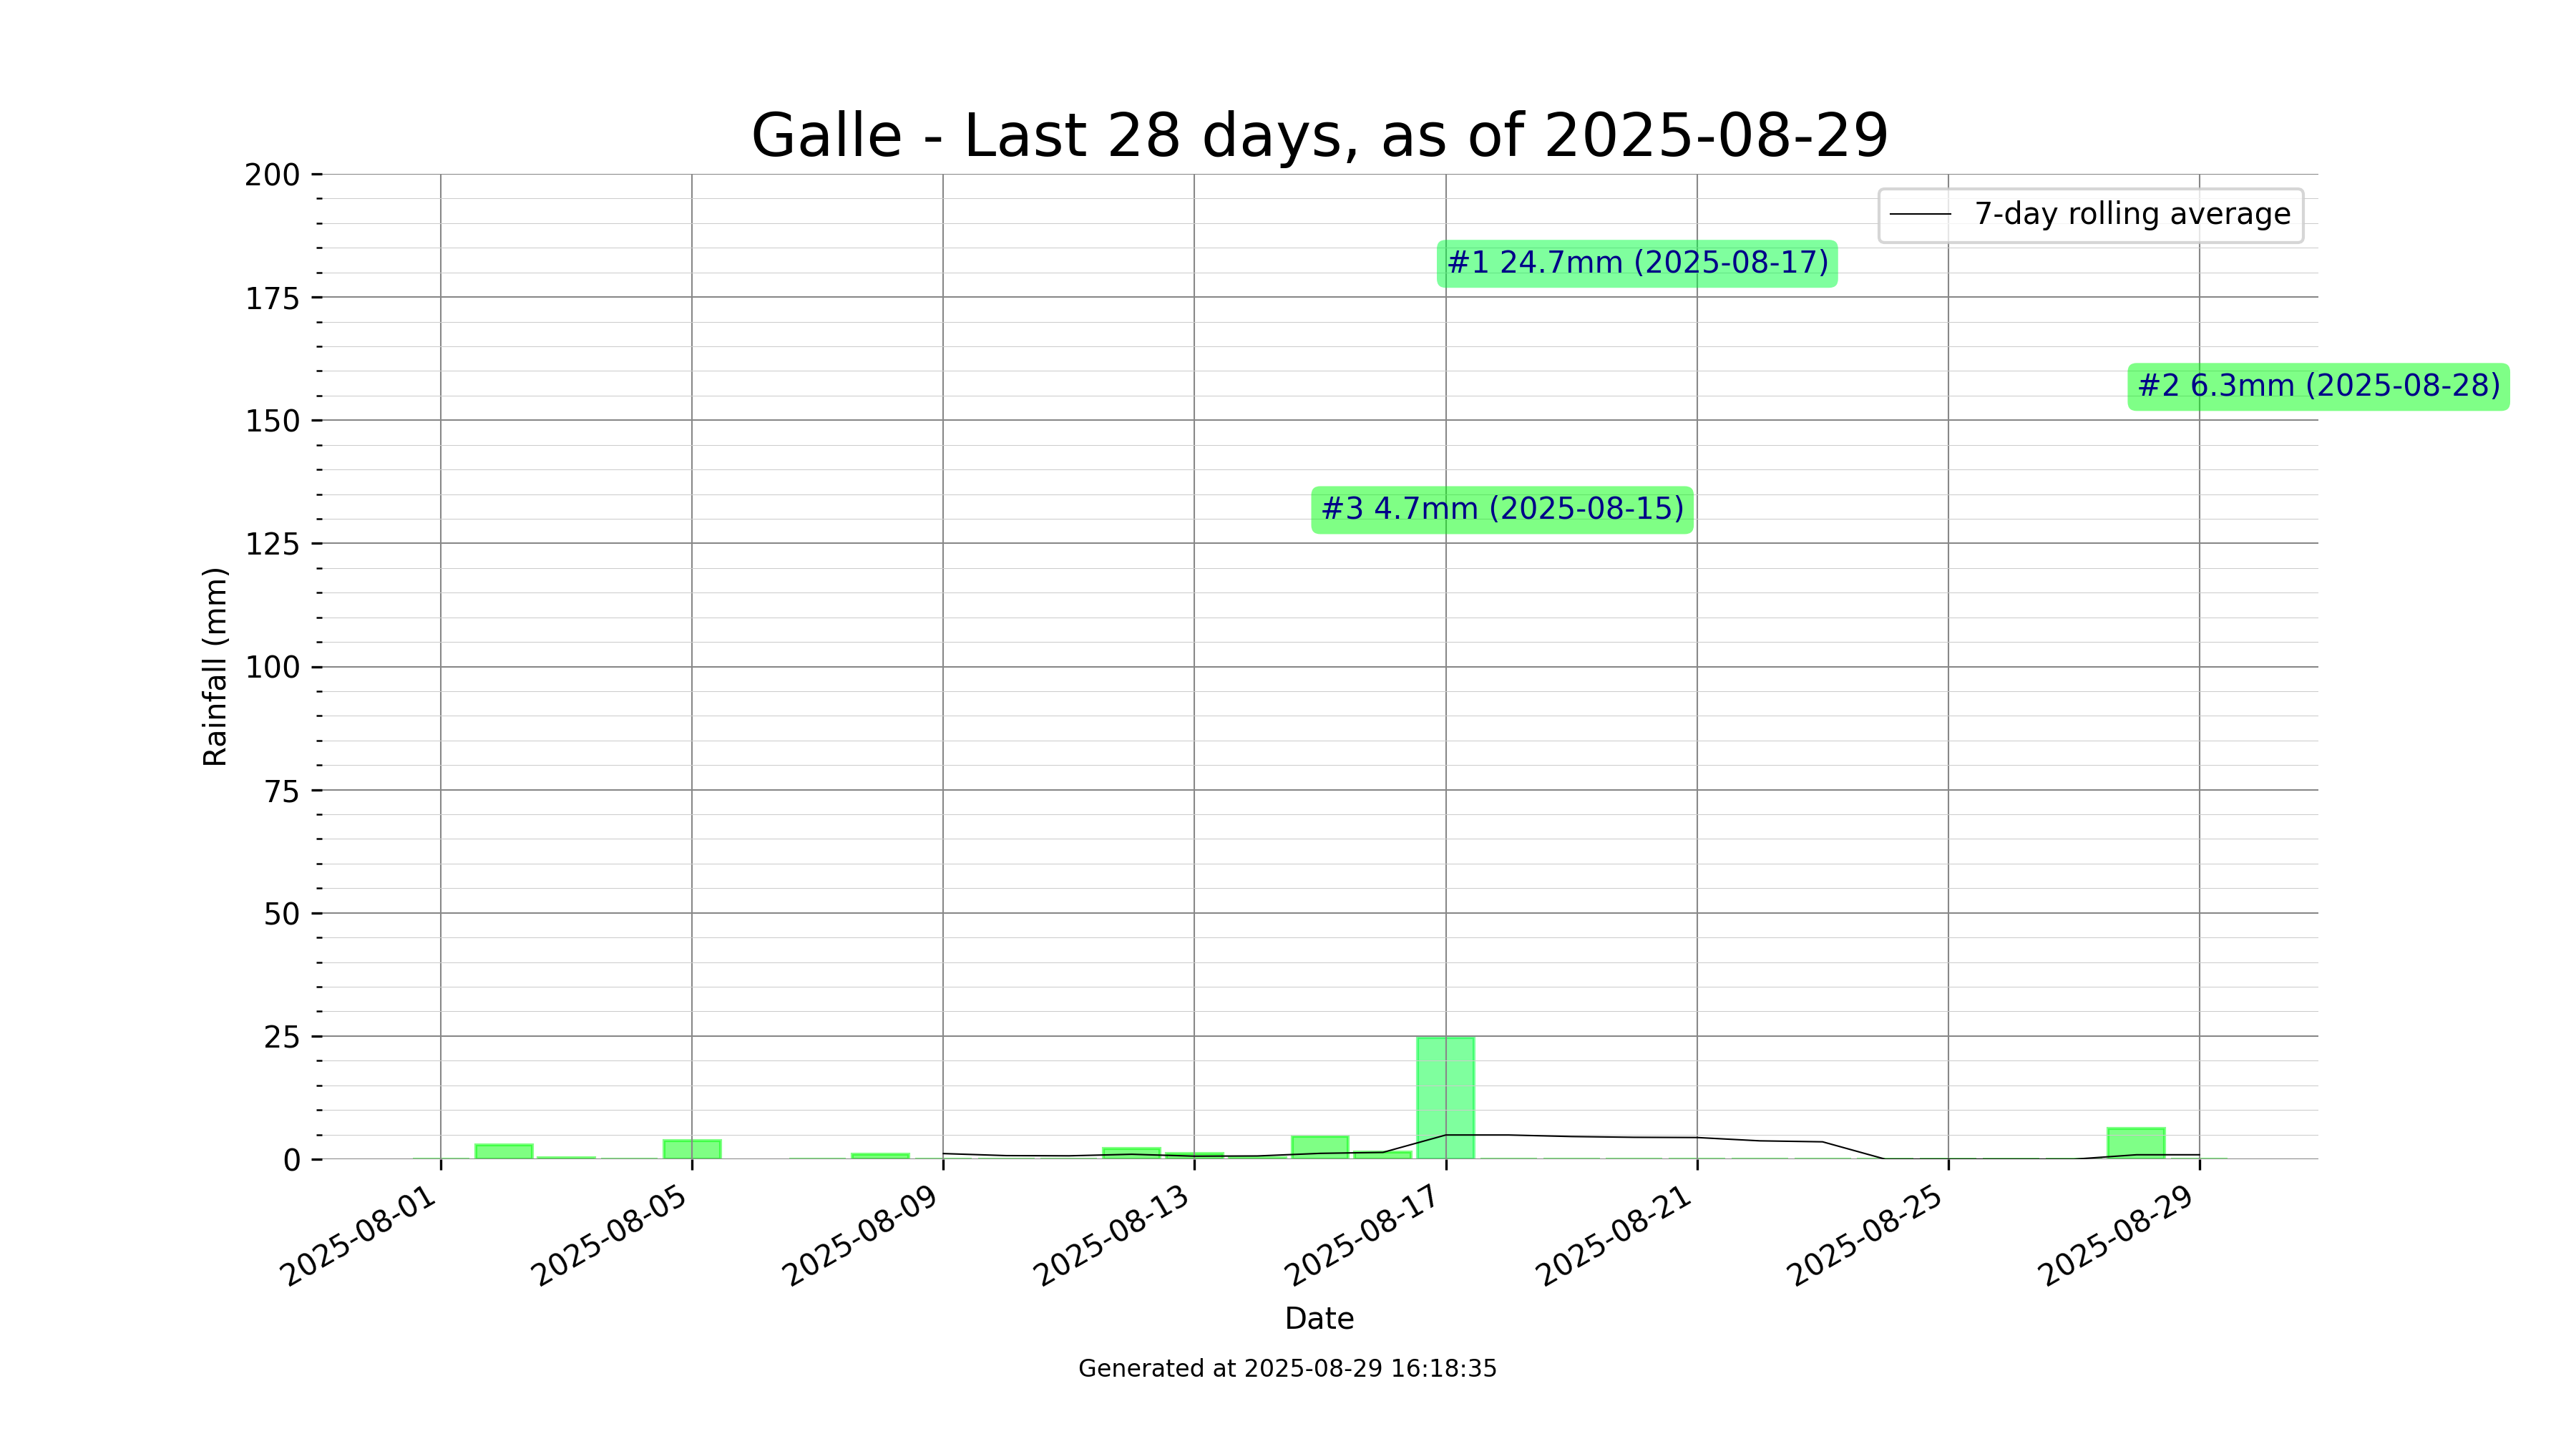 Galle - Last 28 days, as of 2025-08-29
7-day rolling average
#1 24.7mm (2025-08-17)
#2 6.3mm (2025-08-28)
#3 4.7mm (2025-08-15)
Rainfall (mm)
200
175
150
125
100
75
50
25
0
2025-08-01
2025-08-05
2025-08-09
2025-08-13
2025-08-17
2025-08-21
2025-08-25
2025-08-29
Date
Generated at 2025-08-29 16:18:35